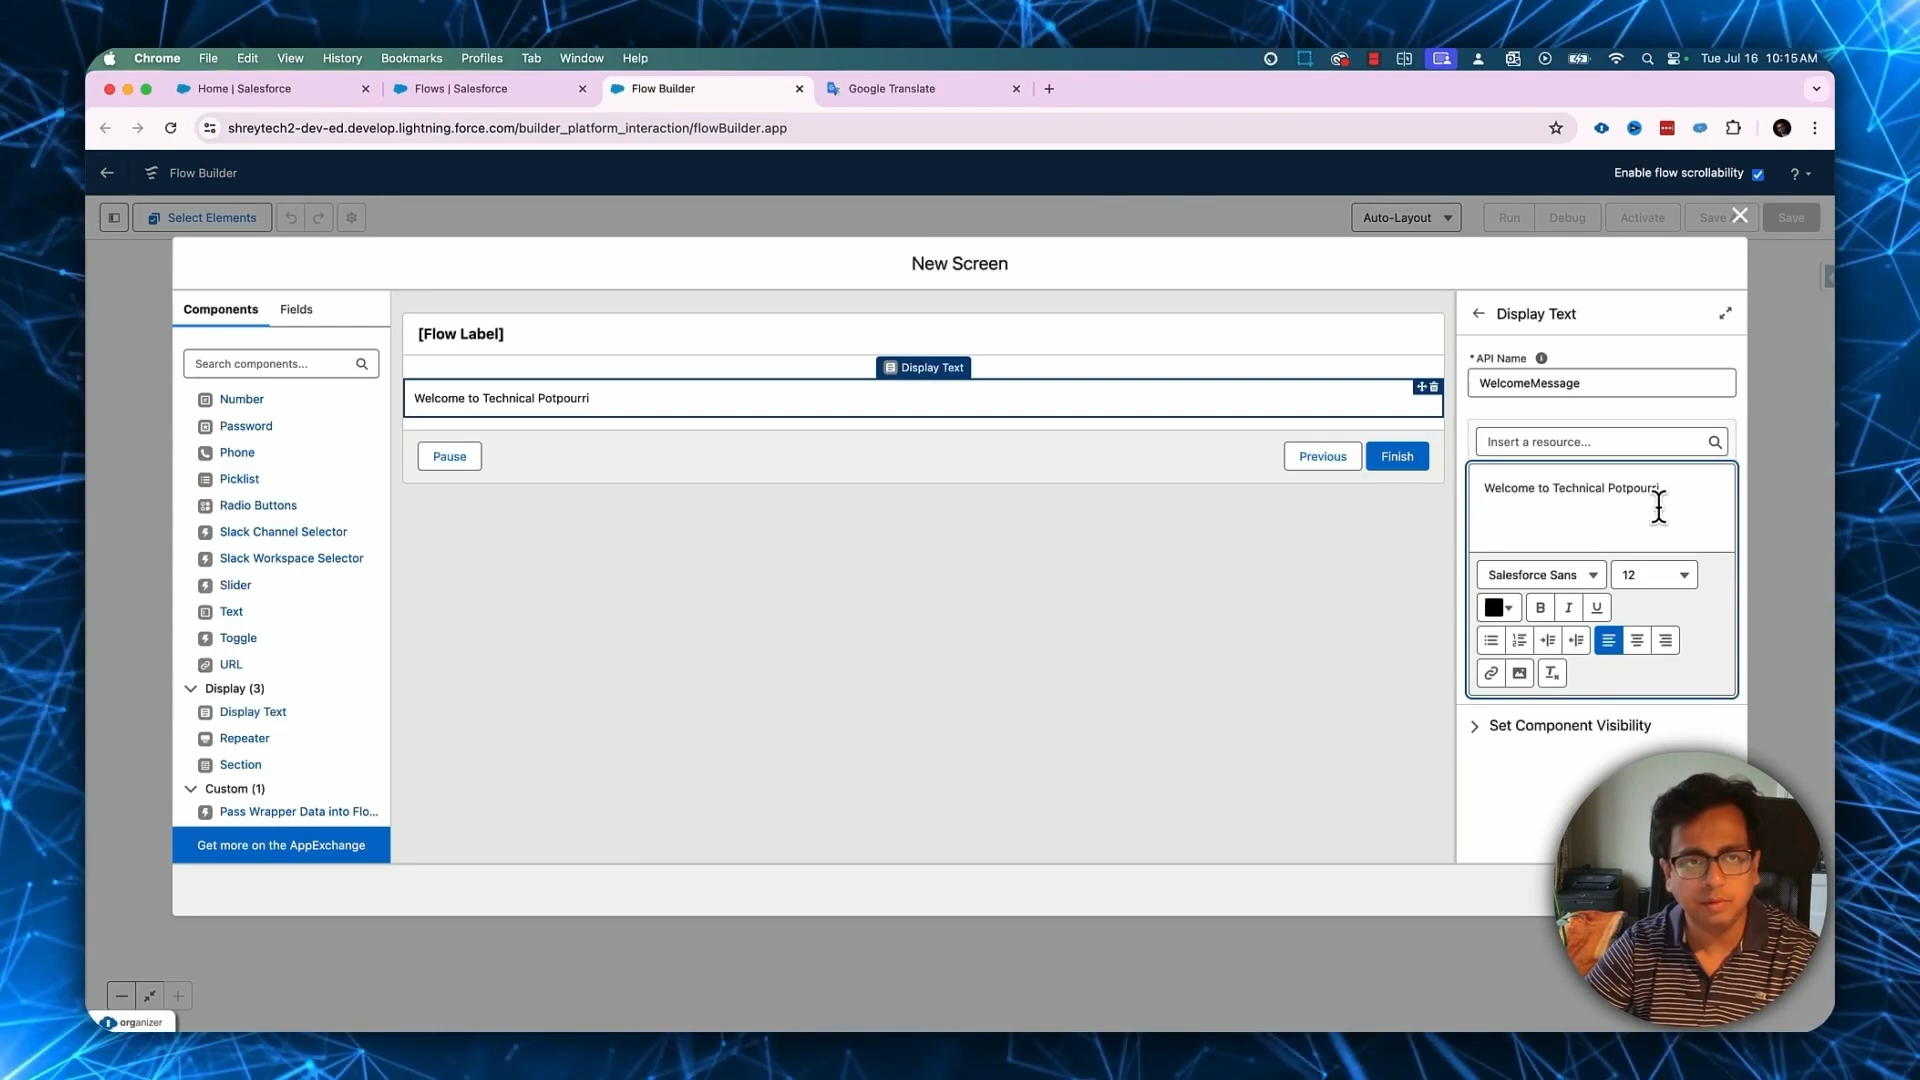 Chrome File Edit View History Bookmarks Profiles Tab Window Help Tue Jul 16 10:15 AM
Home | Salesforce Flows | Salesforce Flow Builder Google Translate
shreytech2-dev-ed.develop.lightning.force.com/builder_platform_interaction/flowBuilder.app
Flow Builder Enable flow scrollability ?
Select Elements Auto-Layout Run Debug Activate Save Save
New Screen
Components Fields
Search components...
Number
Password
Phone
Picklist
Radio Buttons
Slack Channel Selector
Slack Workspace Selector
Slider
Text
Toggle
URL
Display (3)
Display Text
Repeater
Section
Custom (1)
Pass Wrapper Data into Flo...
Get more on the AppExchange
[Flow Label]
Display Text
Welcome to Technical Potpourri
Pause Previous Finish
Display Text
* API Name
WelcomeMessage
Insert a resource...
Welcome to Technical Potpourri
Salesforce Sans 12
B I U
Set Component Visibility
organizer